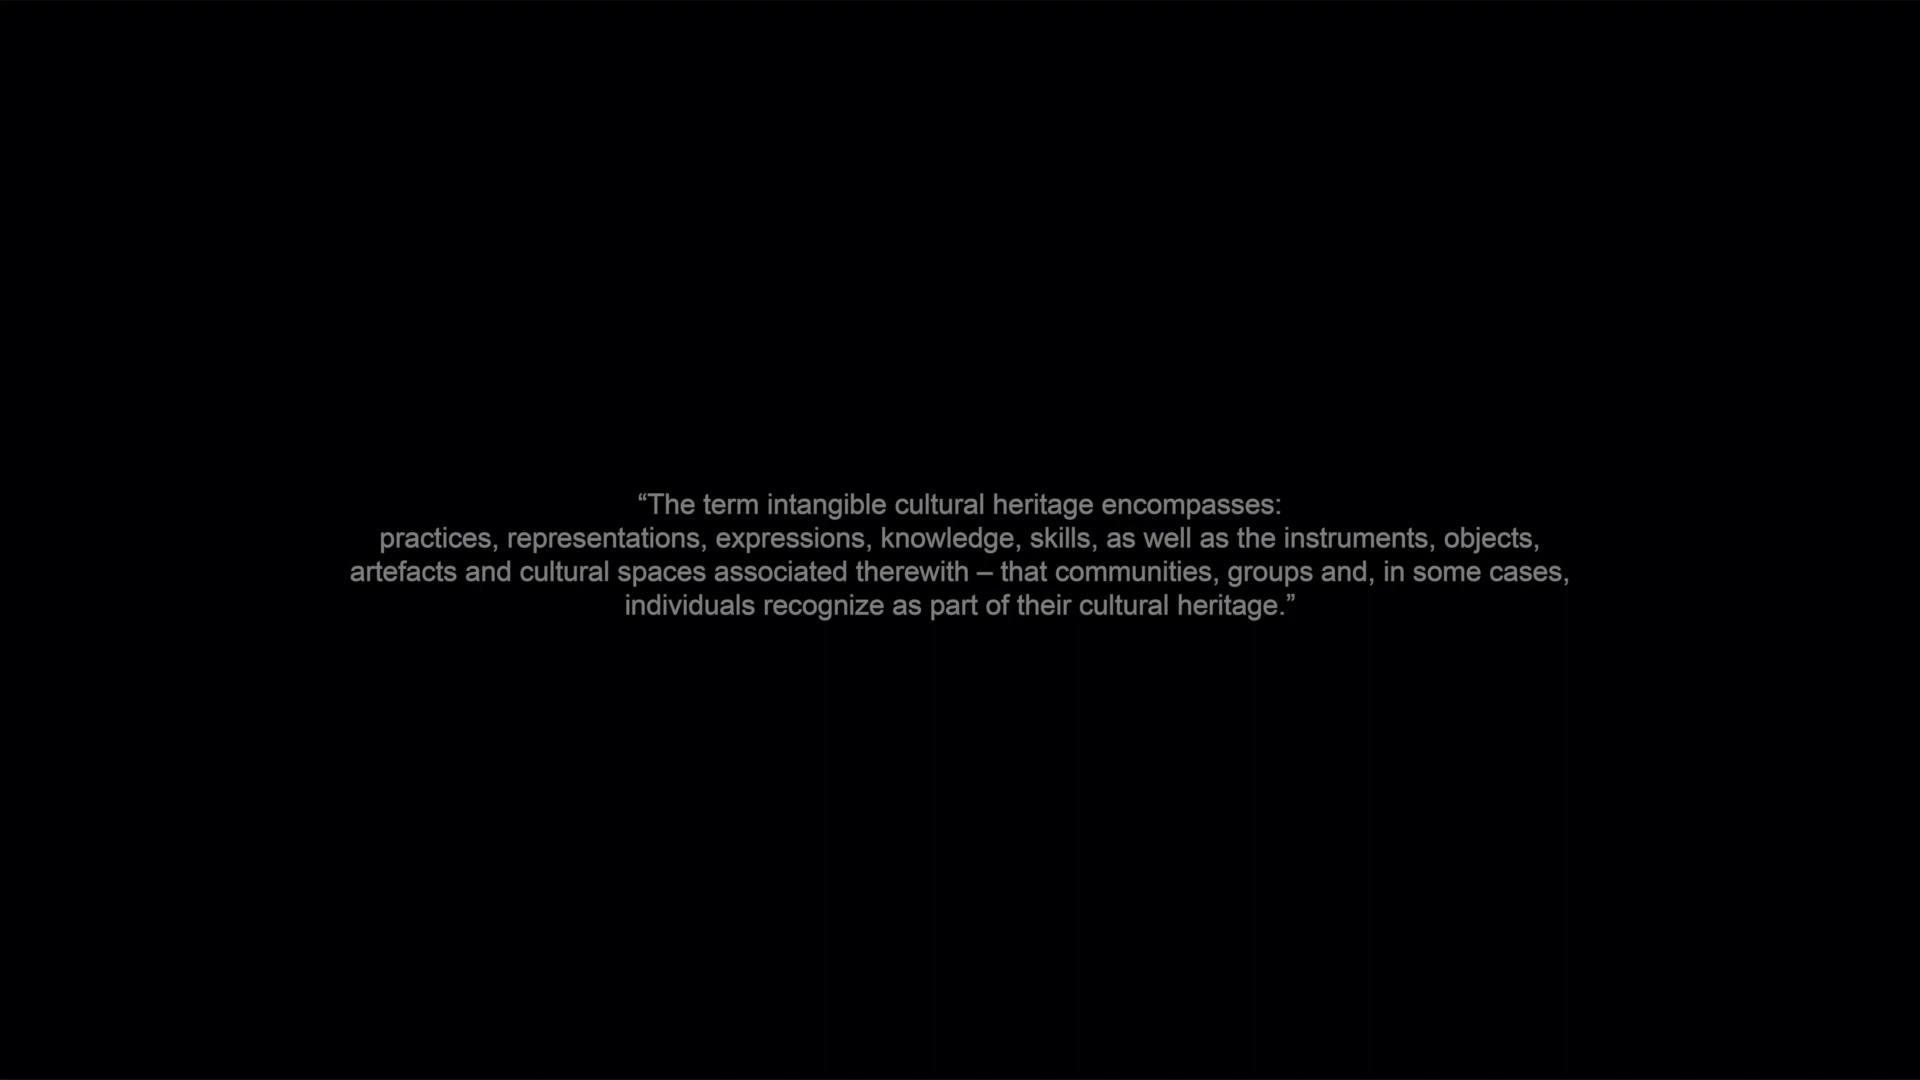 “The term intangible cultural heritage encompasses:
practices, representations, expressions, knowledge, skills, as well as the instruments, objects,
artefacts and cultural spaces associated therewith – that communities, groups and, in some cases,
individuals recognize as part of their cultural heritage.”